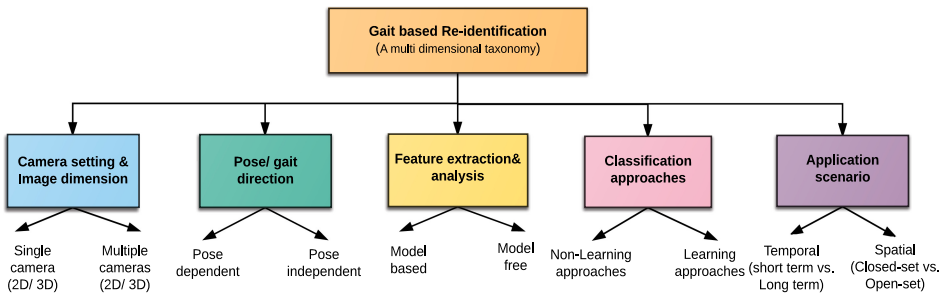 Gait based Re-identification
(A multi dimensional taxonomy)
Camera setting &
Image dimension
Pose/ gait
direction
Feature extraction&
analysis
Classification
approaches
Application
scenario
Single
camera
(2D/ 3D)
Multiple
cameras
(2D/ 3D)
Pose
dependent
Pose
independent
Model
based
Model
free
Non-Learning
approaches
Learning
approaches
Temporal
(short term vs.
Long term)
Spatial
(Closed-set vs.
Open-set)